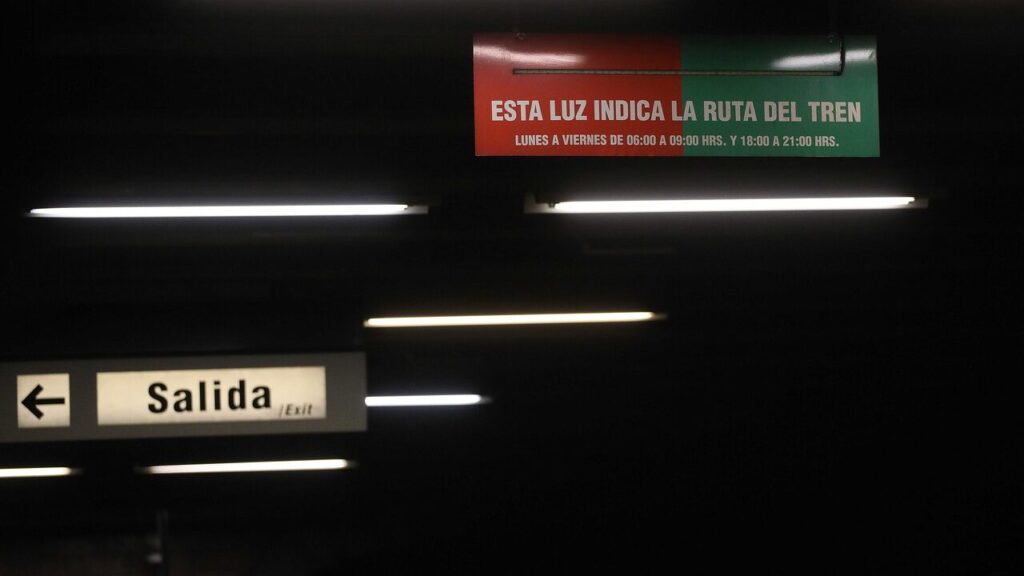 ESTA LUZ INDICA LA RUTA DEL TREN
LUNES A VIERNES DE 06:00 A 09:00 HRS. Y 18:00 A 21:00 HRS.
Salida /Exit